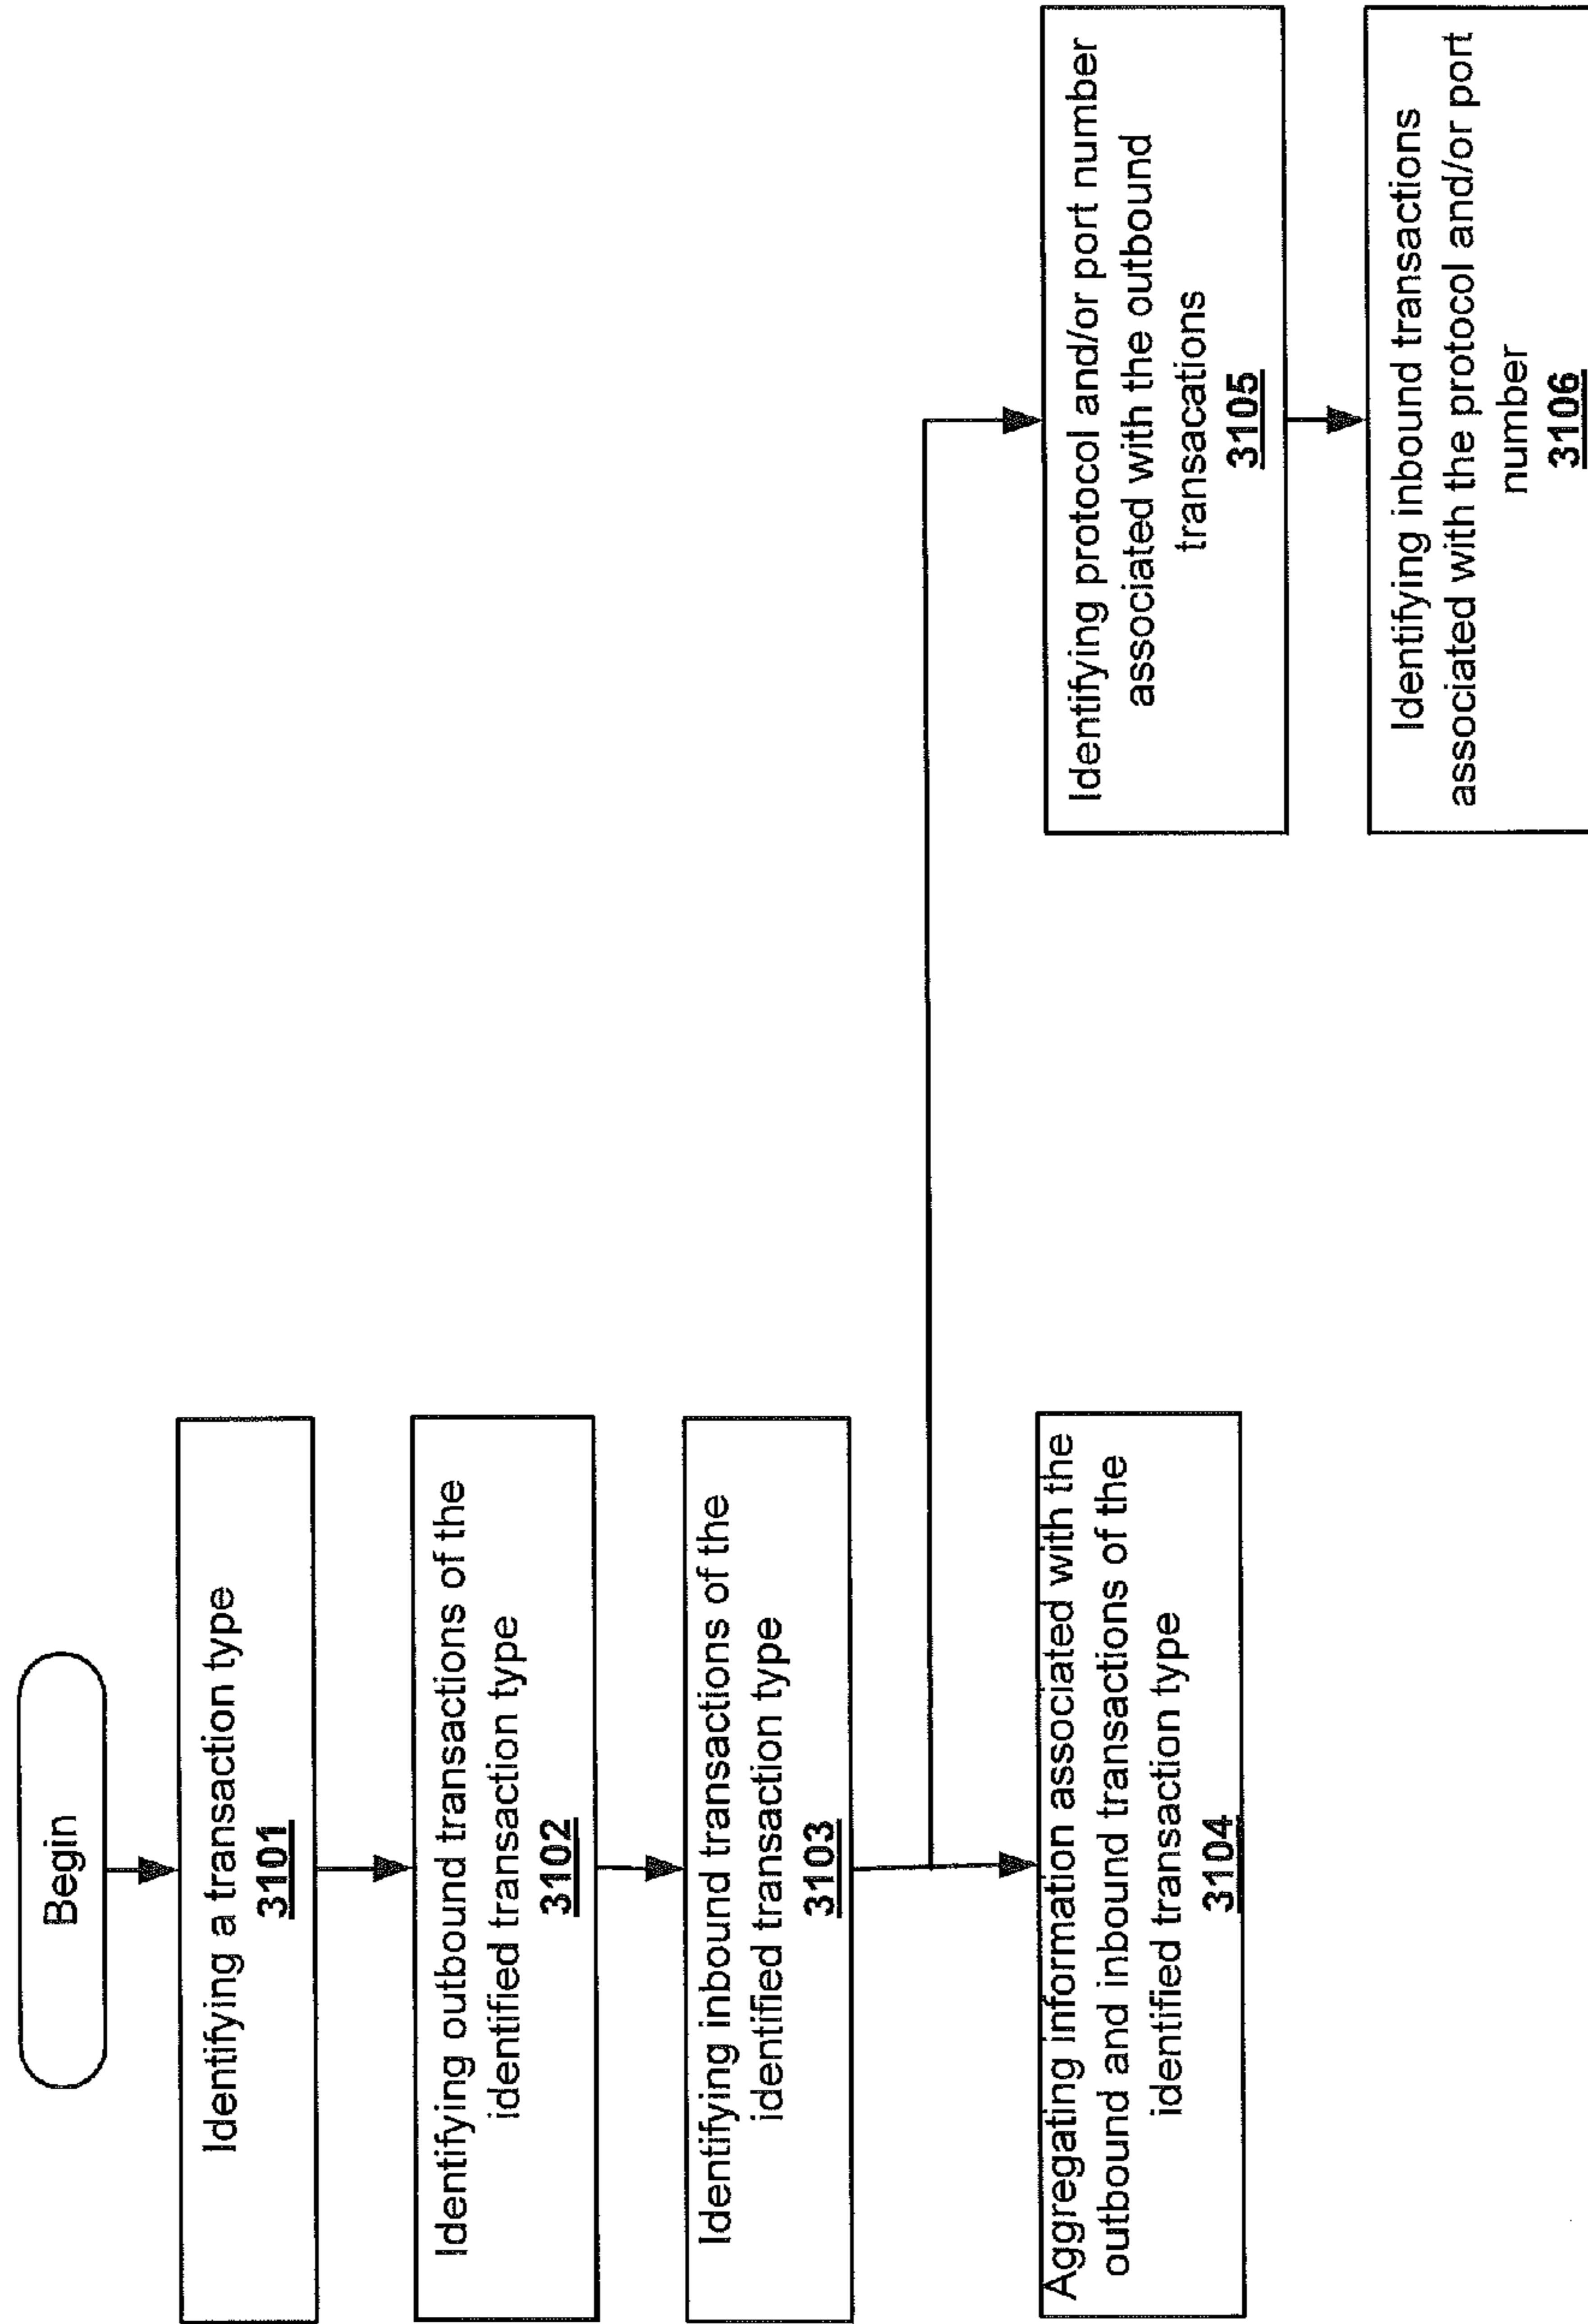 Begin
Identifying a transaction type
3101
Identifying outbound transactions of the
identified transaction type
3102
Identifying inbound transactions of the
identified transaction type
3103
Aggregating information associated with the
outbound and inbound transactions of the
identified transaction type
3104
Identifying protocol and/or port number
associated with the outbound
transacations
3105
Identifying inbound transactions
associated with the protocol and/or port
number
3106